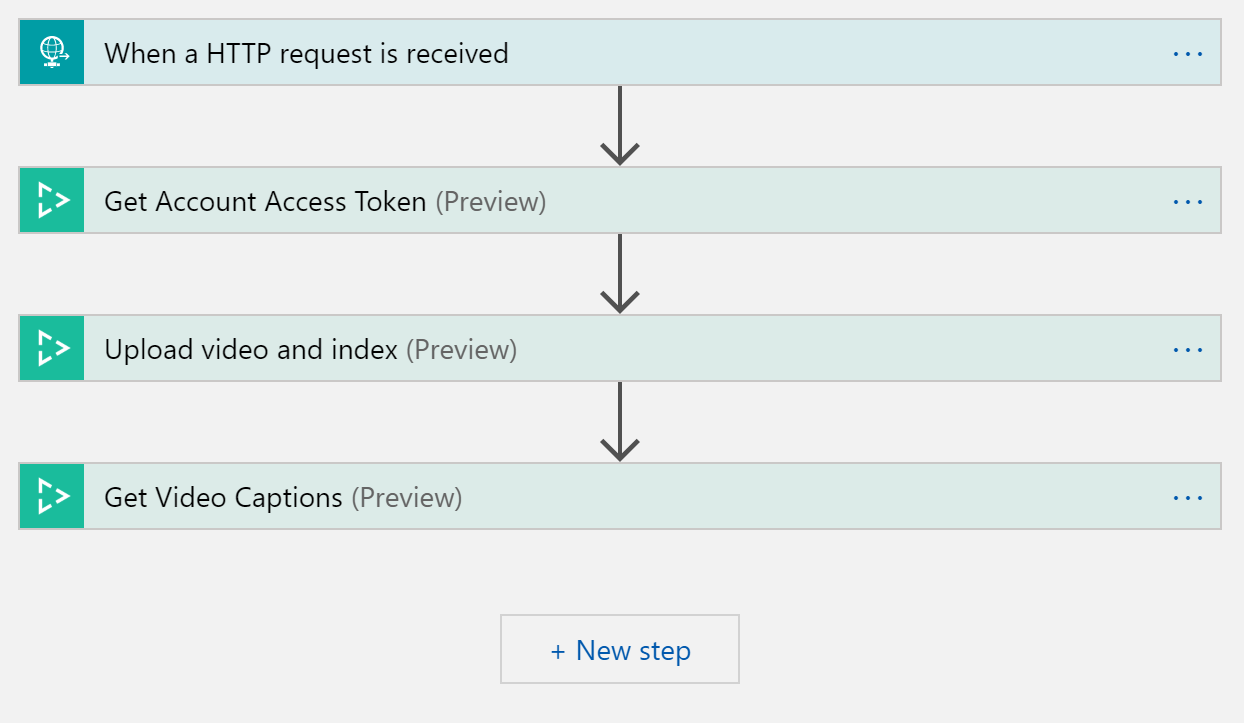 When a HTTP request is received
Get Account Access Token (Preview)
Upload video and index (Preview)
Get Video Captions (Preview)
+ New step